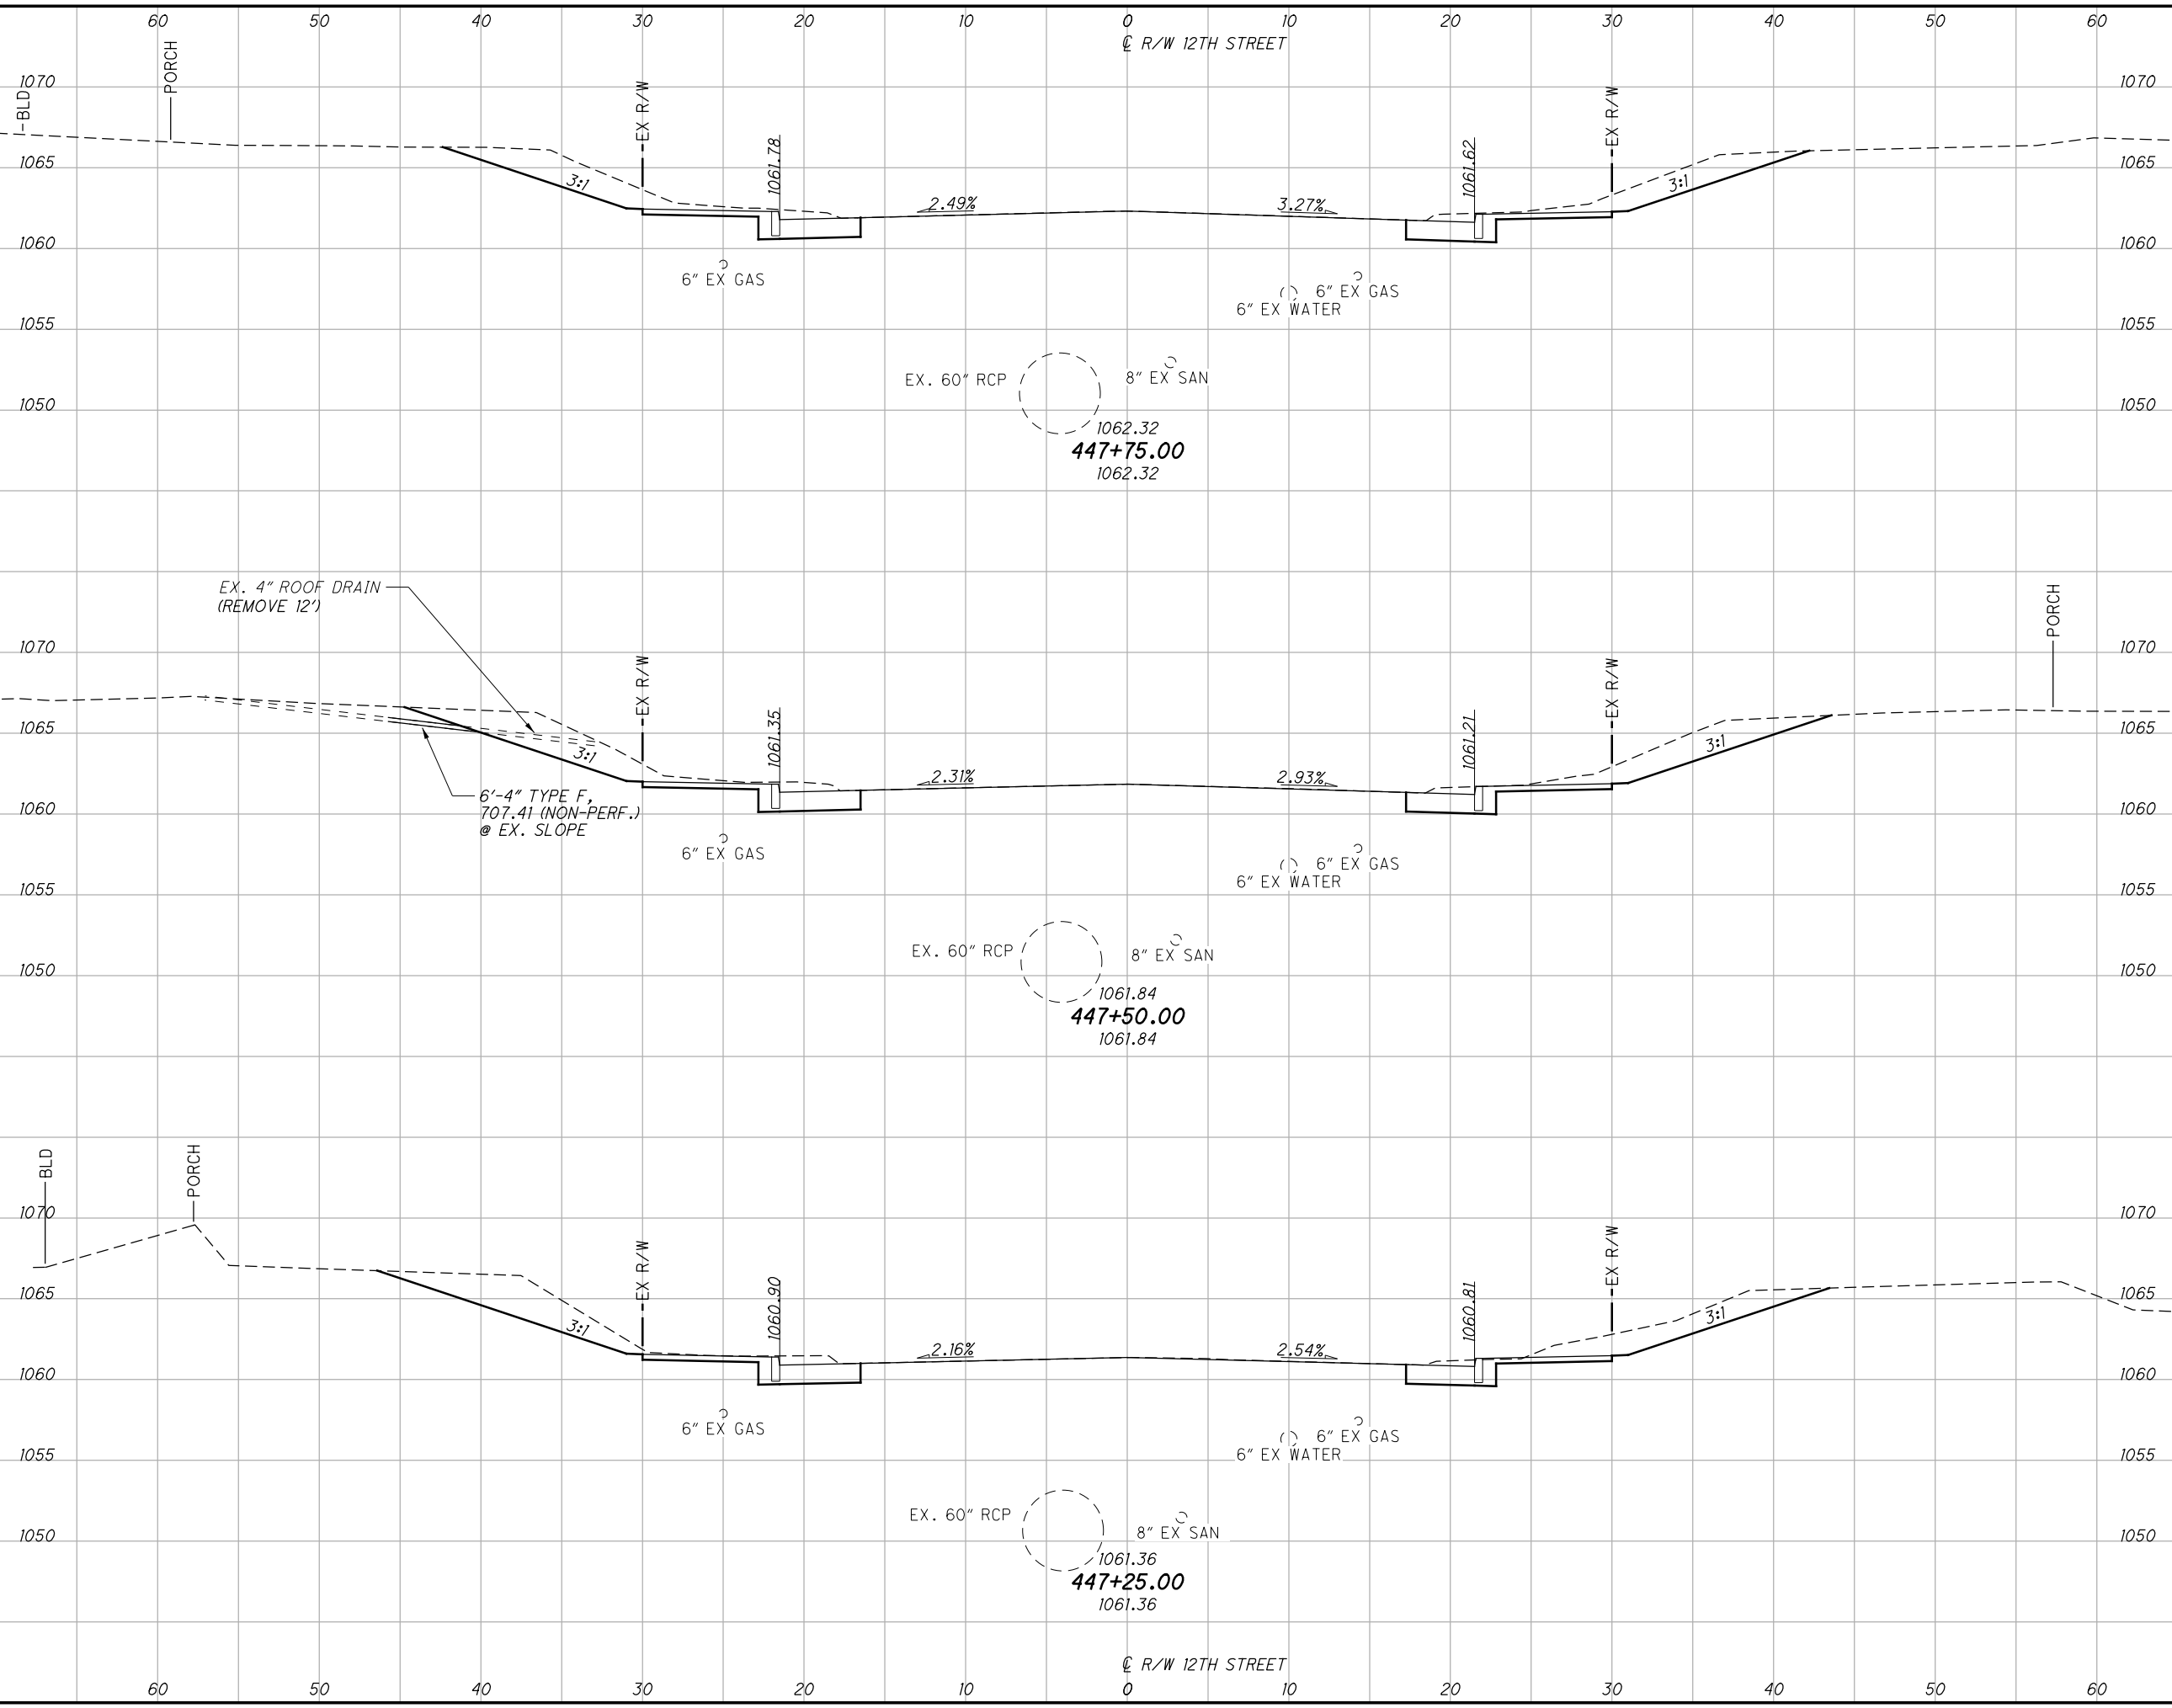 60 50 40 30 20 10 0 10 20 30 40 50 60
℄ R/W 12TH STREET
PORCH
BLD
EX R/W
EX R/W
1070 1070
1061.78
1061.62
1065 1065
3:1
3:1
2.49%
3.27%
1060 1060
6" EX GAS
6" EX GAS
6" EX WATER
1055 1055
EX. 60" RCP
8" EX SAN
1050 1050
1062.32
447+75.00
1062.32
EX. 4" ROOF DRAIN
(REMOVE 12')
PORCH
1070 1070
EX R/W
EX R/W
1061.35
1061.21
1065 1065
3:1
3:1
2.31%
2.93%
6'-4" TYPE F,
707.41 (NON-PERF.)
@ EX. SLOPE
1060 1060
6" EX GAS
6" EX GAS
6" EX WATER
1055 1055
EX. 60" RCP
8" EX SAN
1050 1050
1061.84
447+50.00
1061.84
BLD
PORCH
1070 1070
EX R/W
EX R/W
1060.90
1060.81
1065 1065
3:1
3:1
2.16%
2.54%
1060 1060
6" EX GAS
6" EX GAS
6" EX WATER
1055 1055
EX. 60" RCP
8" EX SAN
1050 1050
1061.36
447+25.00
1061.36
℄ R/W 12TH STREET
60 50 40 30 20 10 0 10 20 30 40 50 60